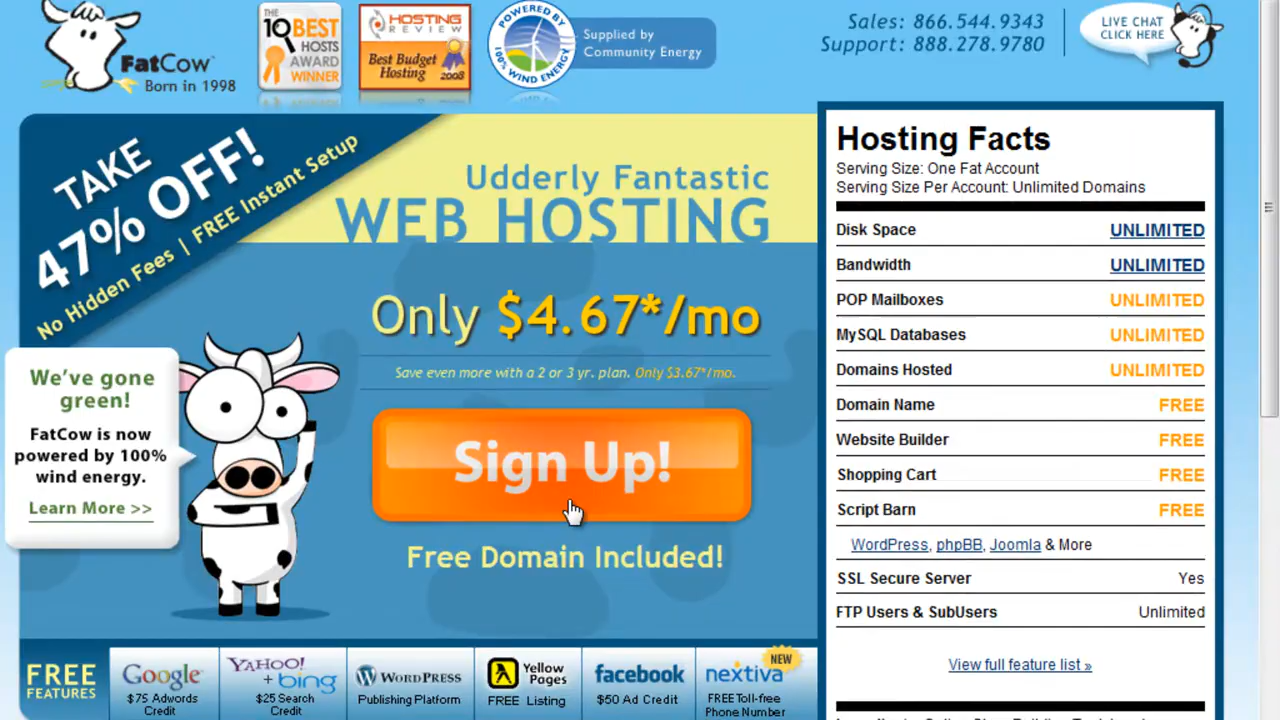 FatCow™
Born in 1998
THE
10 BEST
HOSTS
AWARD
WINNER
HOSTING
REVIEW
Best Budget
Hosting
2008
POWERED BY
100% WIND ENERGY
Supplied by
Community Energy
Sales: 866.544.9343
Support: 888.278.9780
LIVE CHAT
CLICK HERE
TAKE
47% OFF!
No Hidden Fees | FREE Instant Setup
Udderly Fantastic
WEB HOSTING
Only $4.67*/mo
Save even more with a 2 or 3 yr. plan. Only $3.67*/mo.
Sign Up!
Free Domain Included!
We've gone
green!
FatCow is now
powered by 100%
wind energy.
Learn More >>
Hosting Facts
Serving Size: One Fat Account
Serving Size Per Account: Unlimited Domains
Disk Space UNLIMITED
Bandwidth UNLIMITED
POP Mailboxes UNLIMITED
MySQL Databases UNLIMITED
Domains Hosted UNLIMITED
Domain Name FREE
Website Builder FREE
Shopping Cart FREE
Script Barn FREE
WordPress, phpBB, Joomla & More
SSL Secure Server Yes
FTP Users & SubUsers Unlimited
View full feature list »
FREE
FEATURES
Google
$75 Adwords
Credit
YAHOO!
+bing
$25 Search
Credit
WORDPRESS
Publishing Platform
Yellow
Pages
FREE Listing
facebook
$50 Ad Credit
NEW
nextiva
FREE Toll-free
Phone Number